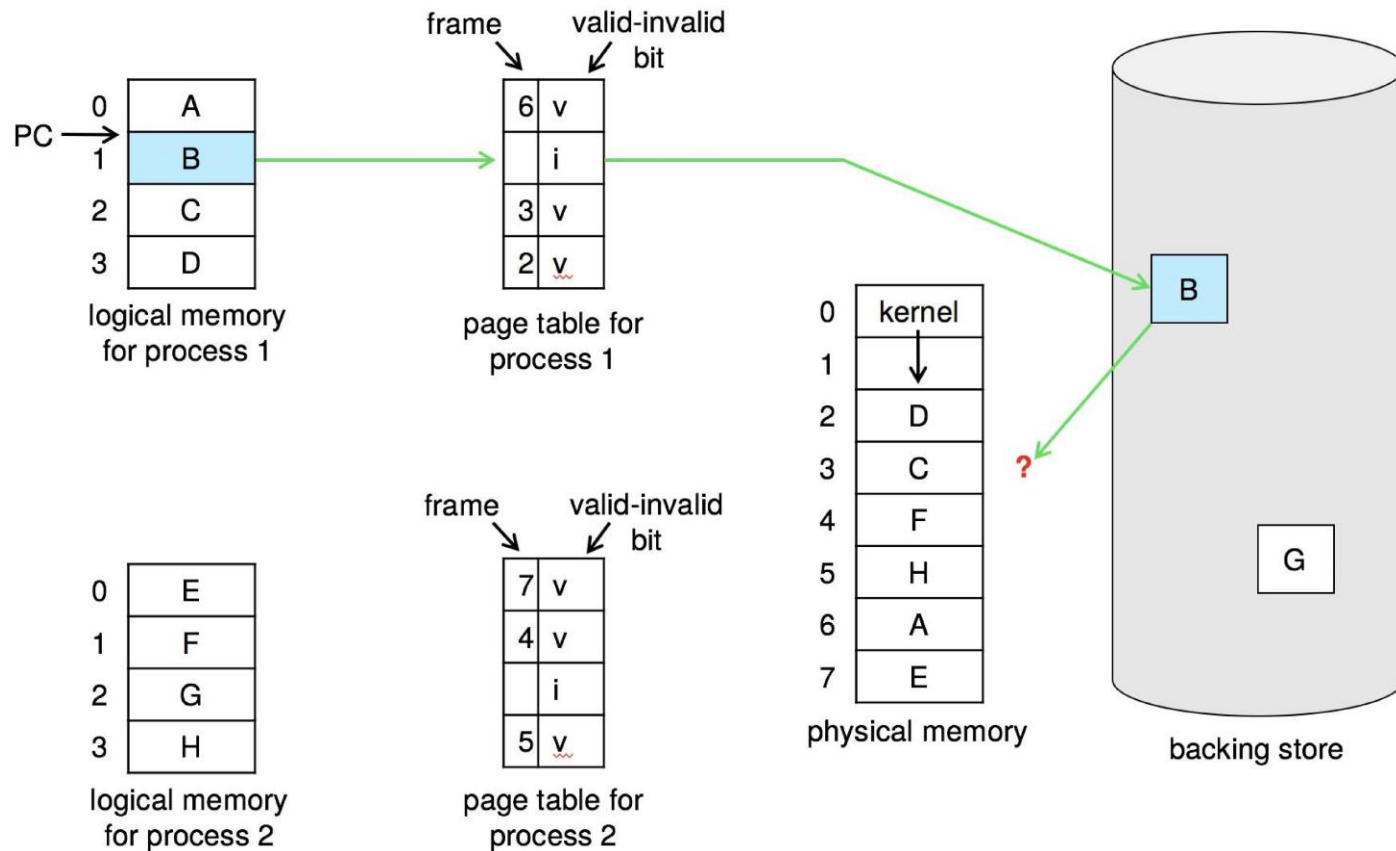 frame
valid-invalid
bit
PC
0 A
1 B
2 C
3 D
logical memory
for process 1
6 v
i
3 v
2 v
page table for
process 1
0 kernel
1
2 D
3 C
4 F
5 H
6 A
7 E
physical memory
B
?
G
backing store
frame
valid-invalid
bit
0 E
1 F
2 G
3 H
logical memory
for process 2
7 v
4 v
i
5 v
page table for
process 2